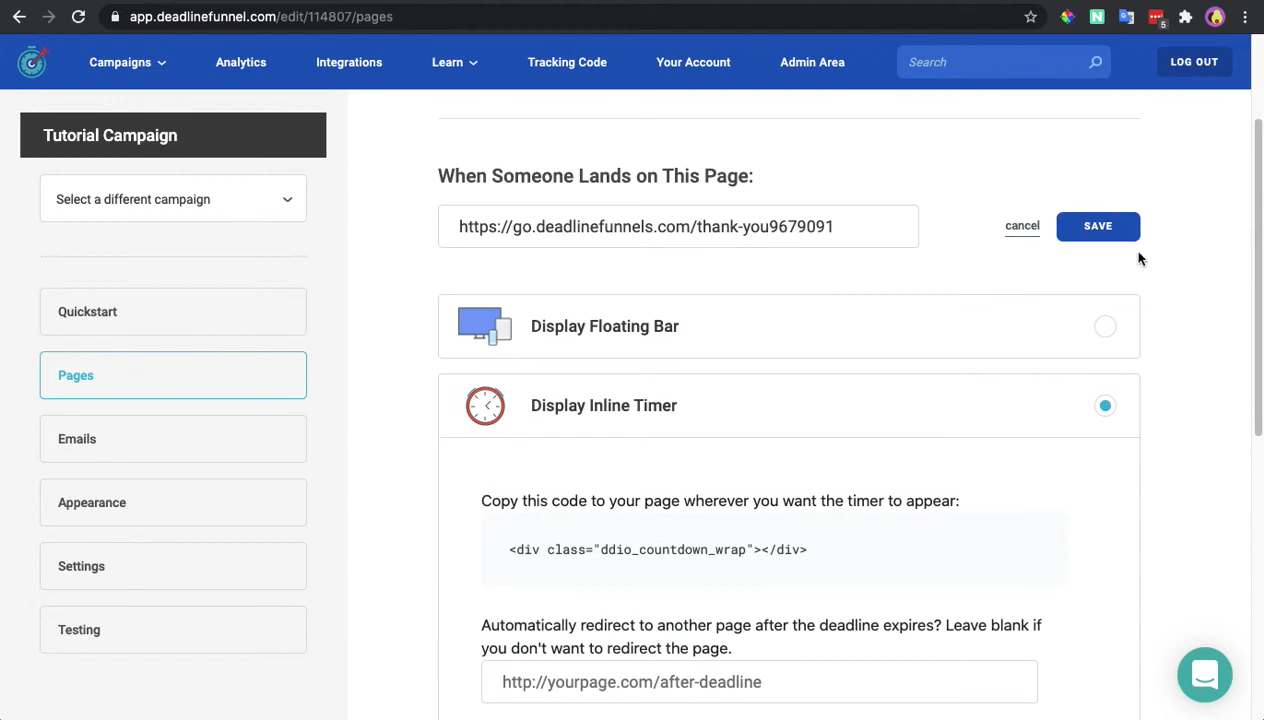 app.deadlinefunnel.com/edit/114807/pages
5
Campaigns
Analytics
Integrations
Learn
Tracking Code
Your Account
Admin Area
Search
LOG OUT
Tutorial Campaign
Select a different campaign
Quickstart
Pages
Emails
Appearance
Settings
Testing
When Someone Lands on This Page:
https://go.deadlinefunnels.com/thank-you9679091
cancel
SAVE
Display Floating Bar
Display Inline Timer
Copy this code to your page wherever you want the timer to appear:
<div class="ddio_countdown_wrap"></div>
Automatically redirect to another page after the deadline expires? Leave blank if
you don't want to redirect the page.
http://yourpage.com/after-deadline